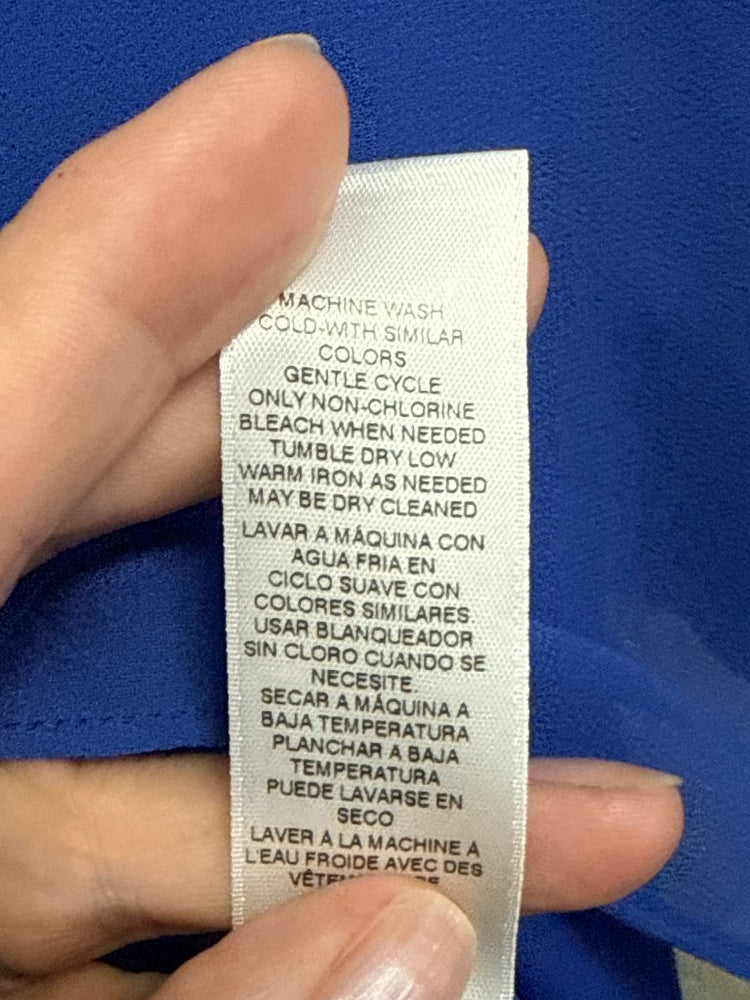 MACHINE WASH
COLD-WITH SIMILAR
COLORS
GENTLE CYCLE
ONLY NON-CHLORINE
BLEACH WHEN NEEDED
TUMBLE DRY LOW
WARM IRON AS NEEDED
MAY BE DRY CLEANED
LAVAR A MÁQUINA CON
AGUA FRIA EN
CICLO SUAVE CON
COLORES SIMILARES
USAR BLANQUEADOR
SIN CLORO CUANDO SE
NECESITE.
SECAR A MÁQUINA A
BAJA TEMPERATURA
PLANCHAR A BAJA
TEMPERATURA
PUEDE LAVARSE EN
SECO
LAVER A LA MACHINE A
L'EAU FROIDE AVEC DES